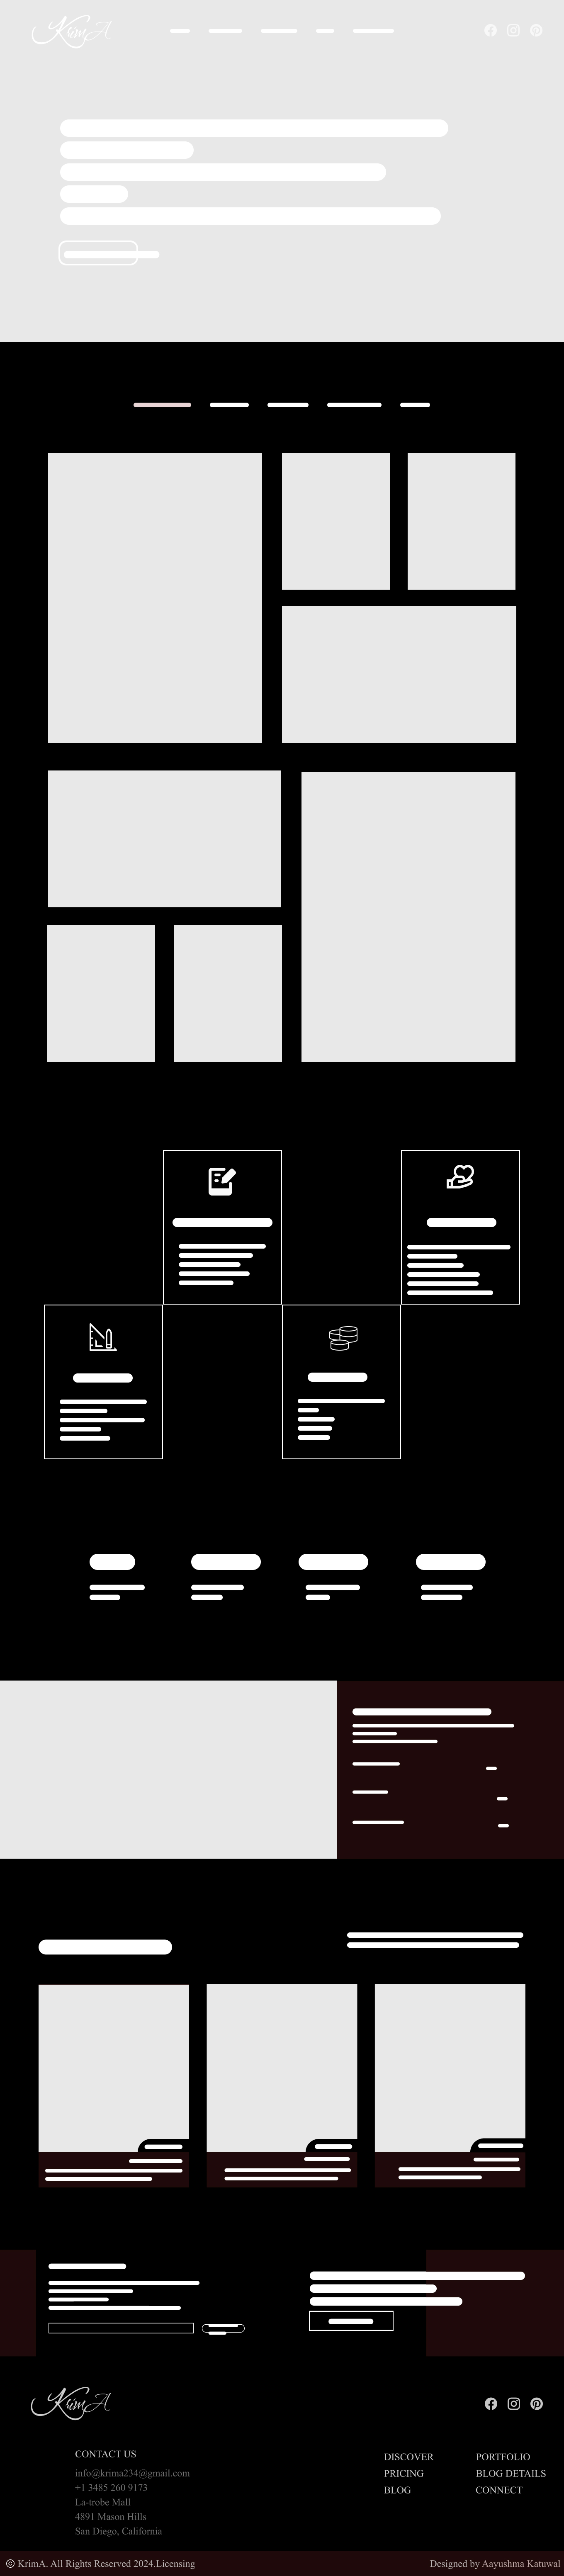 KrimA
KrimA
CONTACT US
info@krima234@gmail.com
+1 3485 260 9173
La-trobe Mall
4891 Mason Hills
San Diego, California
DISCOVER
PRICING
BLOG
PORTFOLIO
BLOG DETAILS
CONNECT
© KrimA. All Rights Reserved 2024.Licensing
Designed by Aayushma Katuwal